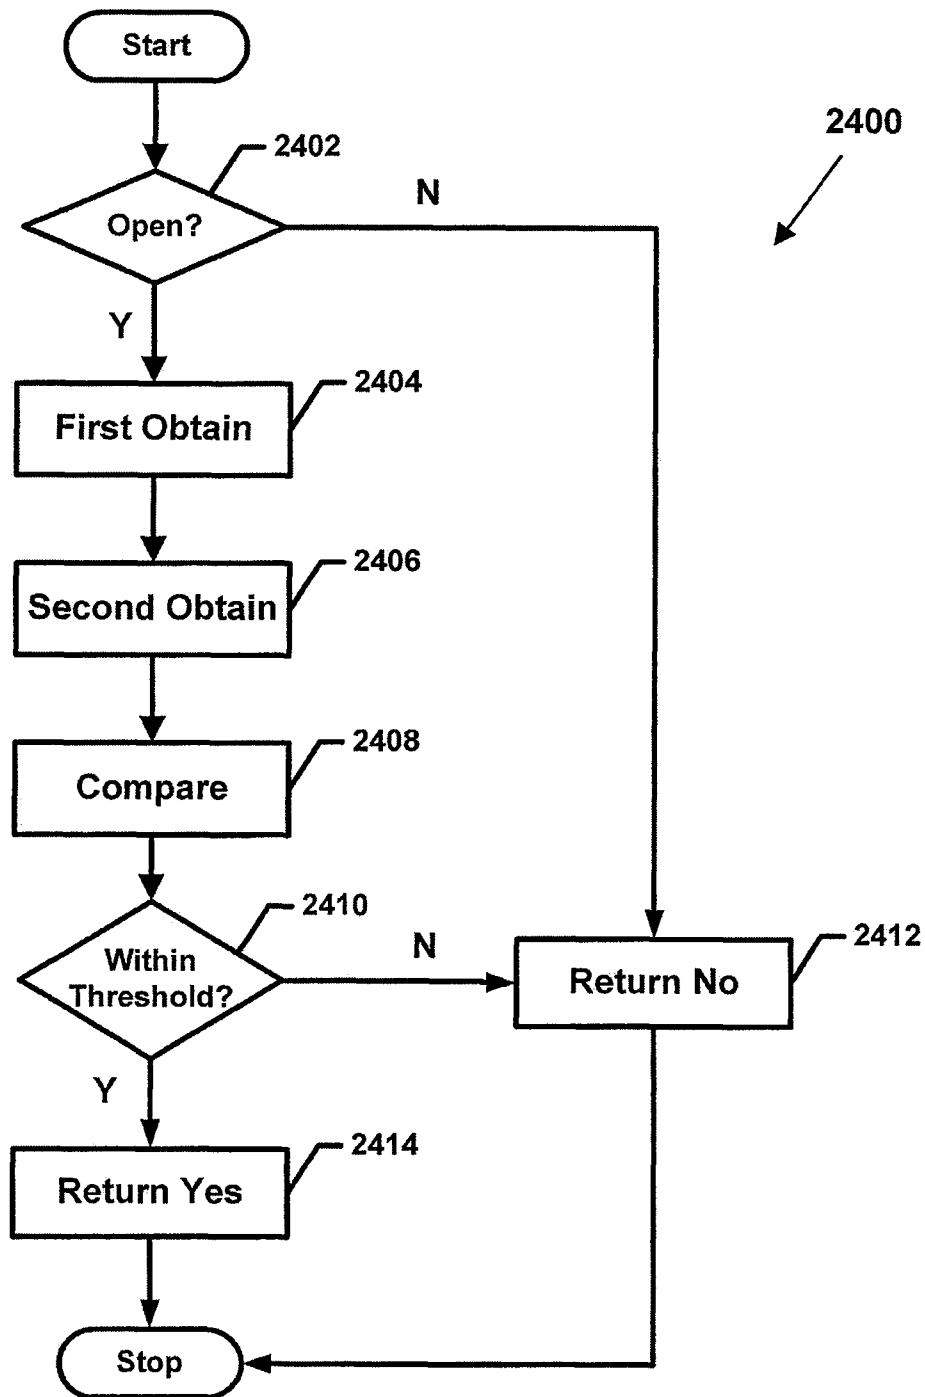 Start
2400
2402
N
Open?
Y
2404
First Obtain
2406
Second Obtain
2408
Compare
2410
Within
Threshold?
N
2412
Return No
Y
2414
Return Yes
Stop